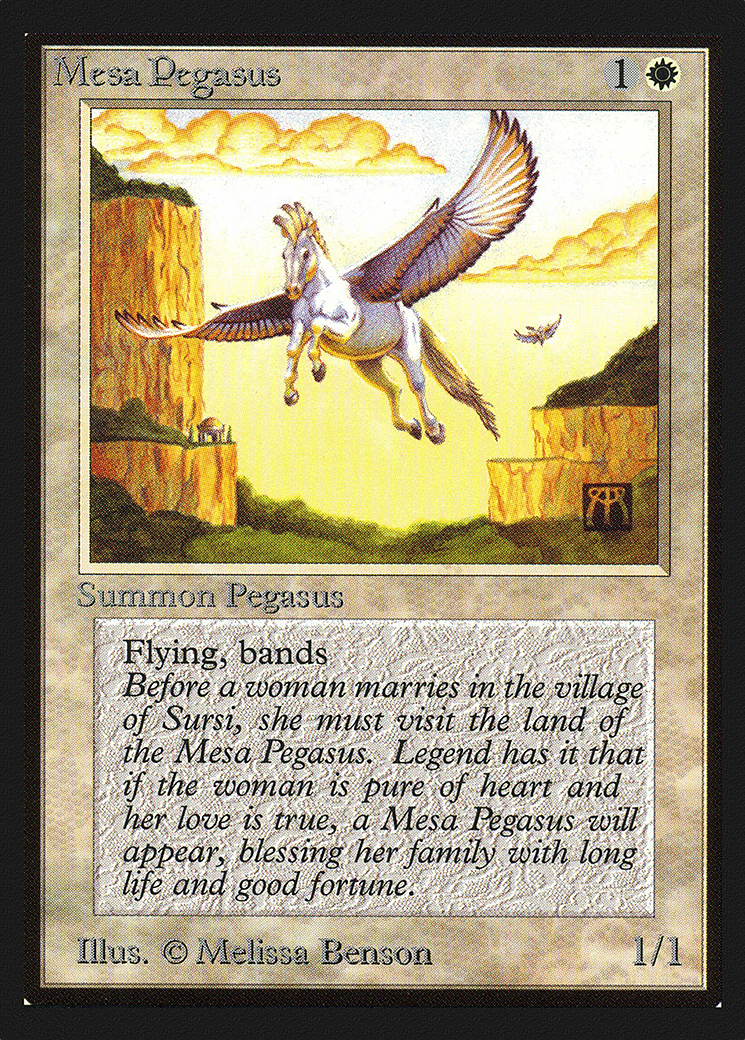 Mesa Pegasus 1
Summon Pegasus
Flying, bands
Before a woman marries in the village
of Sursi, she must visit the land of
the Mesa Pegasus. Legend has it that
if the woman is pure of heart and
her love is true, a Mesa Pegasus will
appear, blessing her family with long
life and good fortune.
Illus. © Melissa Benson 1/1